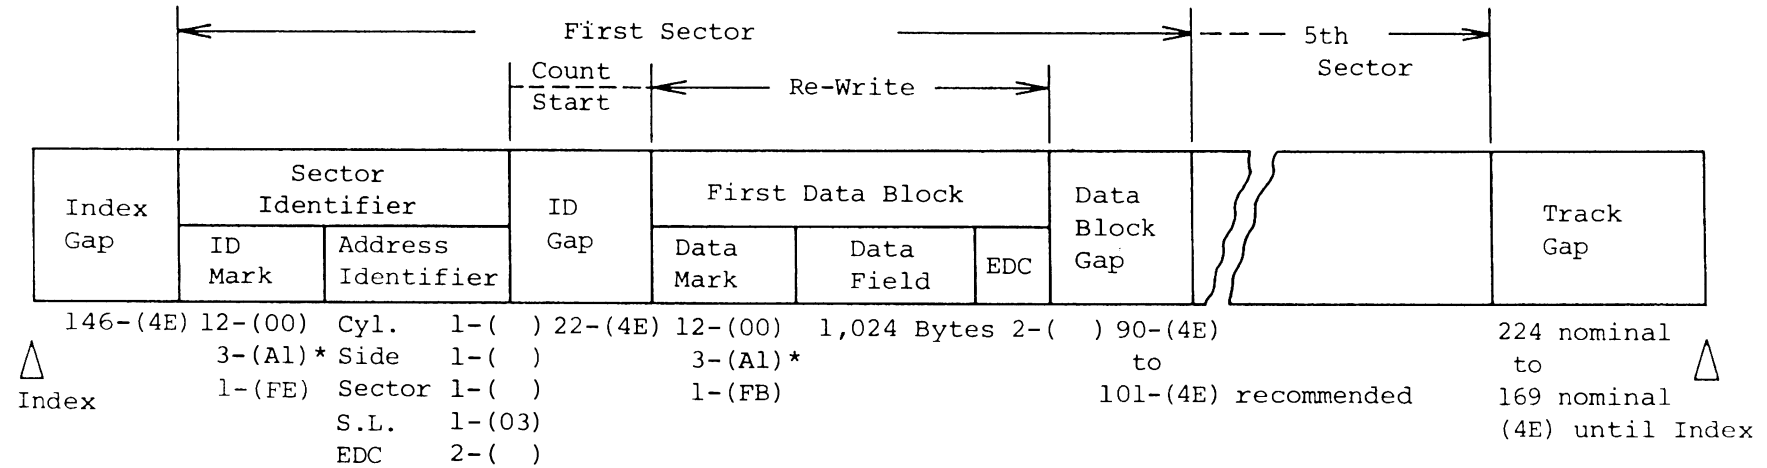 First Sector
5th
Sector
Count
Start
Re-Write
Index
Gap
Sector
Identifier
ID
Mark
Address
Identifier
ID
Gap
First Data Block
Data
Mark
Data
Field
EDC
Data
Block
Gap
Track
Gap
146-(4E) 12-(00) Cyl. 1-( ) 22-(4E) 12-(00) 1,024 Bytes 2-( ) 90-(4E) 224 nominal
3-(A1)* Side 1-( ) 3-(A1)* to to
Index 1-(FE) Sector 1-( ) 1-(FB) 101-(4E) recommended 169 nominal
S.L. 1-(03) (4E) until Index
EDC 2-( )